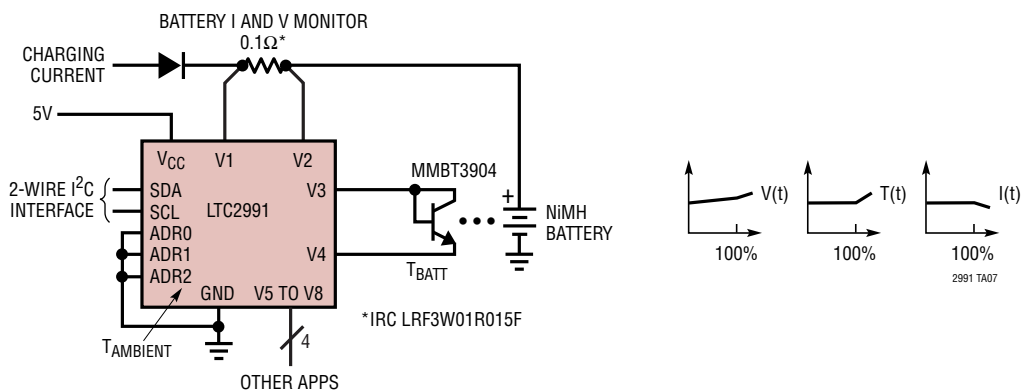 BATTERY I AND V MONITOR
0.1Ω*
CHARGING
CURRENT
5V
VCC
V1
V2
2-WIRE I2C
INTERFACE
SDA
SCL
LTC2991
ADR0
ADR1
ADR2
V3
V4
GND
V5 TO V8
TAMBIENT
4
OTHER APPS
MMBT3904
TBATT
+
NiMH
BATTERY
*IRC LRF3W01R015F
V(t)
100%
T(t)
100%
I(t)
100%
2991 TA07